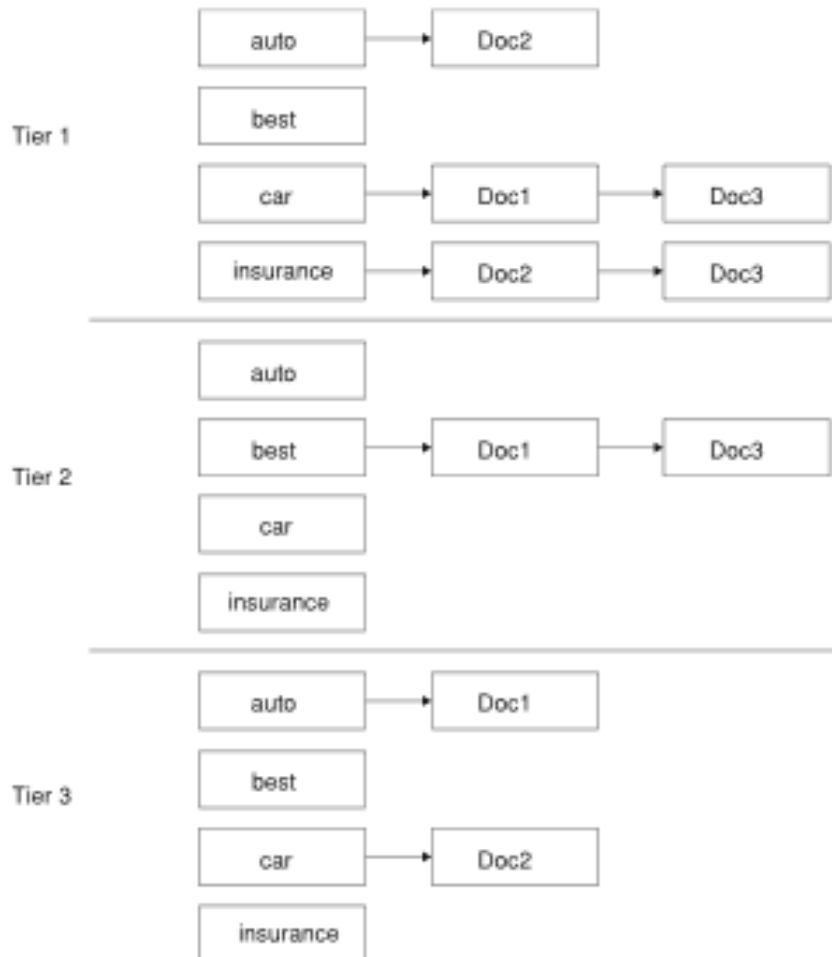 auto Doc2
best
Tier 1
car Doc1 Doc3
insurance Doc2 Doc3
auto
best Doc1 Doc3
Tier 2
car
insurance
auto Doc1
best
Tier 3
car Doc2
insurance